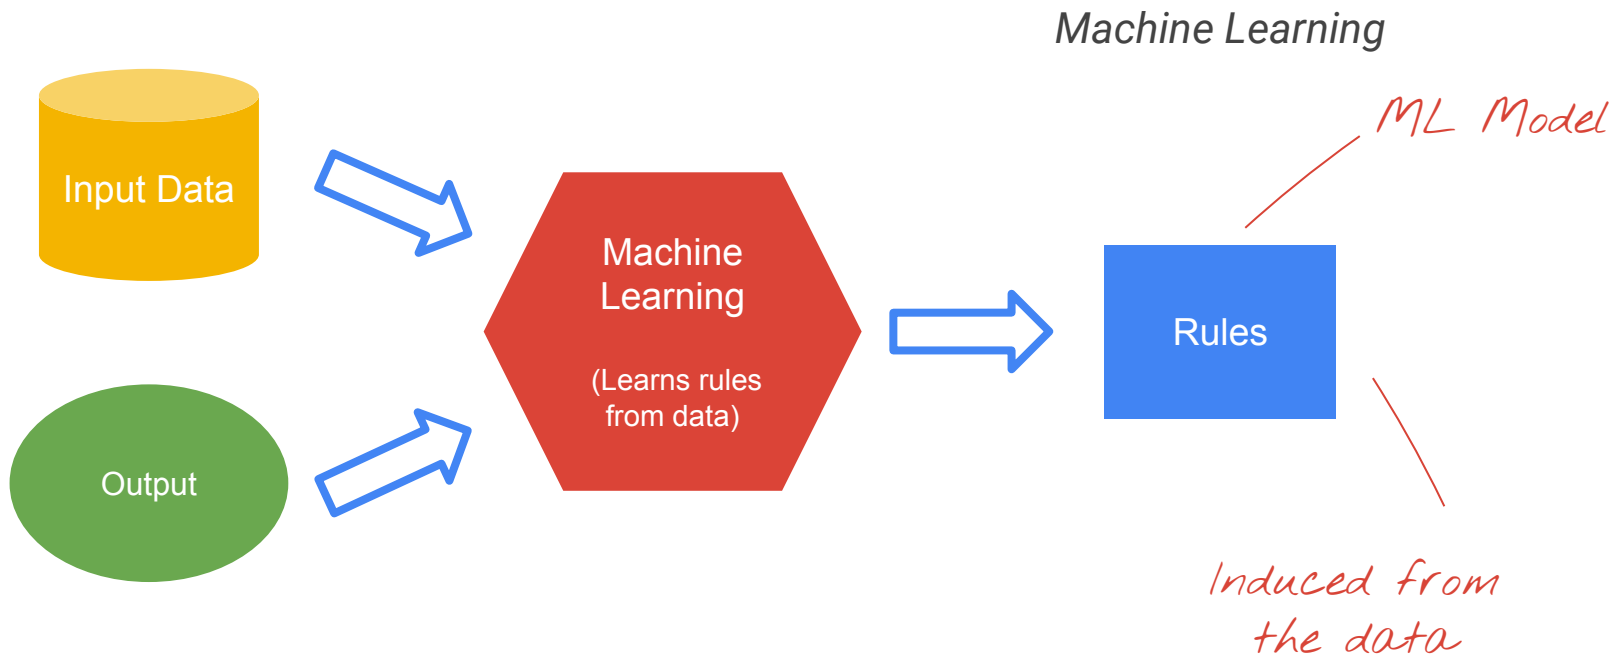 Machine Learning
ML Model
Input Data
Machine
Learning
(Learns rules
from data)
Rules
Output
Induced from
the data